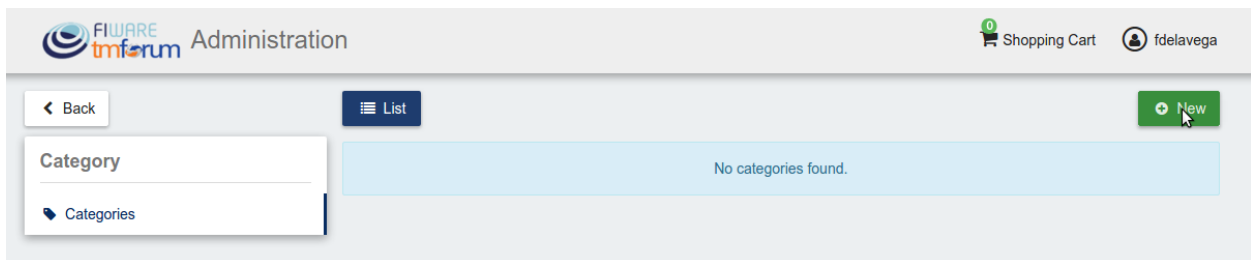 FIWARE
tmforum Administration
0
Shopping Cart
fdelavega
Back
List
New
Category
No categories found.
Categories